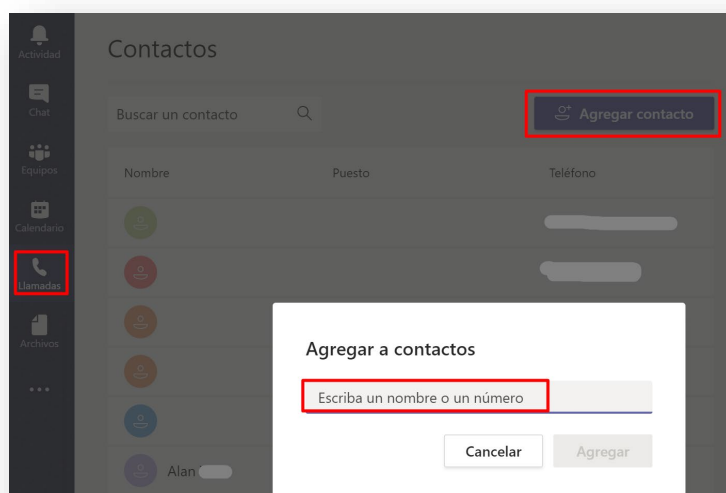 Actividad
Chat
Equipos
Calendario
Llamadas
Archivos
Contactos
Buscar un contacto
Agregar contacto
Nombre Puesto Teléfono
Alan
Agregar a contactos
Escriba un nombre o un número
Cancelar Agregar